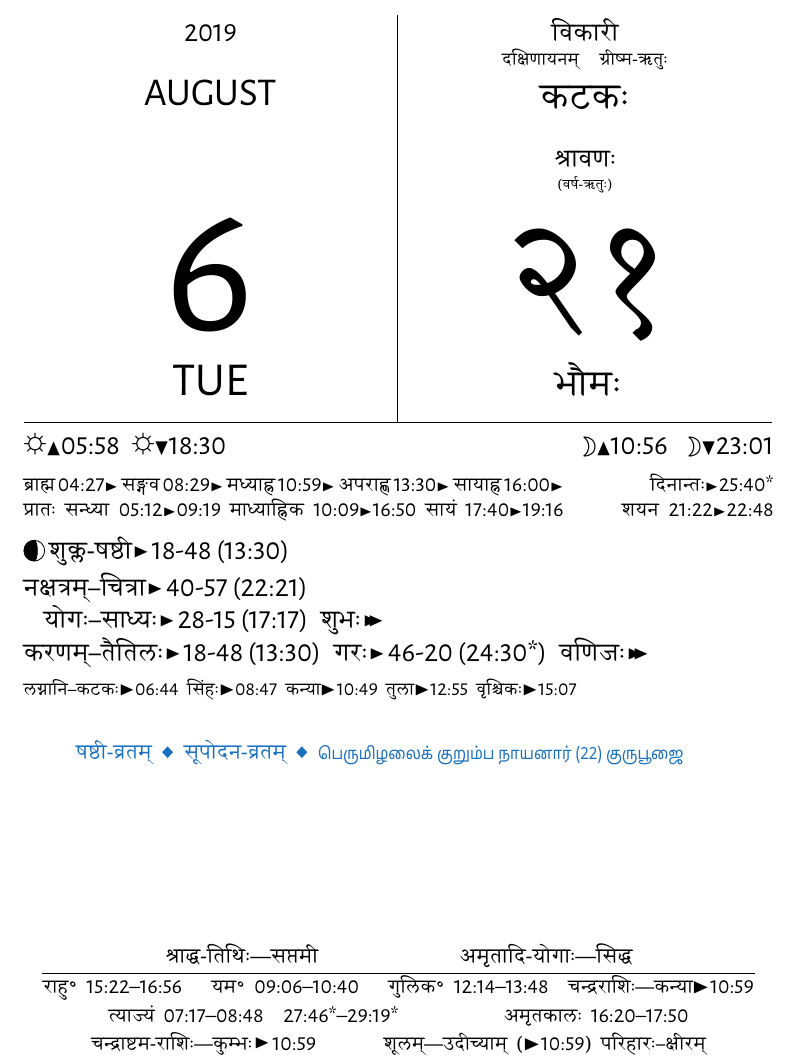 2019
AUGUST
6
TUE
विकारी
दक्षिणायनम् ग्रीष्म-ऋतुः
कटकः
श्रावणः
(वर्ष-ऋतुः)
२१
भौमः
☼▲05:58 ☼▼18:30 ☽▲10:56 ☽▼23:01
ब्राह्म 04:27► सङ्गव 08:29► मध्याह्न 10:59► अपराह्ण 13:30► सायाह्न 16:00► दिनान्तः►25:40*
प्रातः सन्ध्या 05:12►09:19 माध्याह्निक 10:09►16:50 सायं 17:40►19:16 शयन 21:22►22:48
शुक्ल-षष्ठी►18-48 (13:30)
नक्षत्रम्–चित्रा►40-57 (22:21)
योगः–साध्यः►28-15 (17:17) शुभः►►
करणम्–तैतिलः►18-48 (13:30) गरः►46-20 (24:30*) वणिजः►►
लग्नानि–कटकः►06:44 सिंहः►08:47 कन्या►10:49 तुला►12:55 वृश्चिकः►15:07
षष्ठी-व्रतम् ◆ सूपोदन-व्रतम् ◆ பெருமிழலைக் குறும்ப நாயனார் (22) குருபூஜை
श्राद्ध-तिथिः—सप्तमी अमृतादि-योगाः—सिद्ध
राहु॰ 15:22–16:56 यम॰ 09:06–10:40 गुलिक॰ 12:14–13:48 चन्द्रराशिः—कन्या►10:59
त्याज्यं 07:17–08:48 27:46*–29:19* अमृतकालः 16:20–17:50
चन्द्राष्टम-राशिः—कुम्भः►10:59 शूलम्—उदीच्याम् (►10:59) परिहारः–क्षीरम्